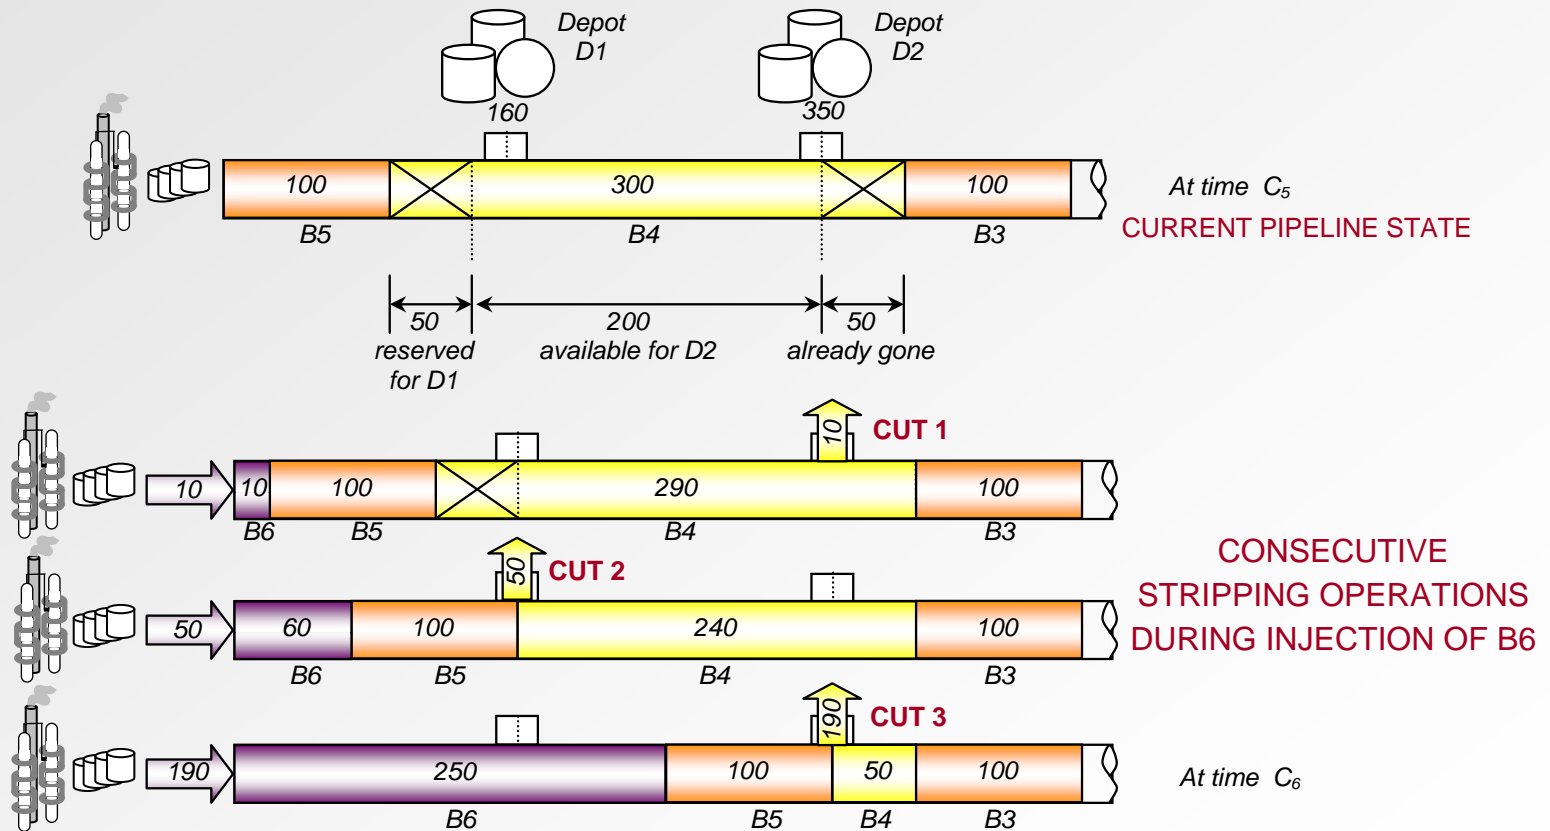 Depot
D1
Depot
D2
160
350
100
300
100
At time C5
B5
B4
B3
CURRENT PIPELINE STATE
50
200
50
reserved
available for D2
already gone
for D1
10
CUT 1
10
10
100
290
100
B6
B5
B4
B3
50
CUT 2
50
60
100
240
100
B6
B5
B4
B3
CONSECUTIVE
STRIPPING OPERATIONS
DURING INJECTION OF B6
190
CUT 3
190
250
100
50
100
At time C6
B6
B5
B4
B3